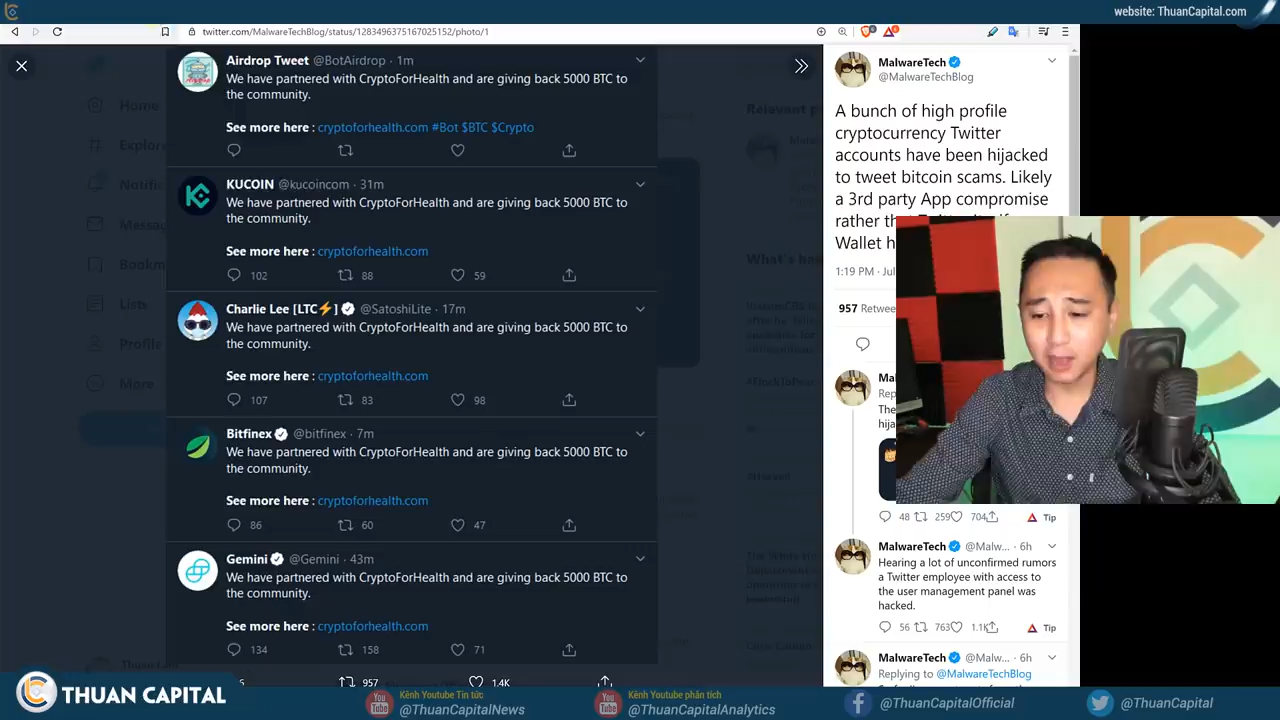 website: ThuanCapital.com
twitter.com/MalwareTechBlog/status/1283496375167025152/photo/1
Airdrop Tweet @BotAirdrop · 1m
We have partnered with CryptoForHealth and are giving back 5000 BTC to
the community.
See more here : cryptoforhealth.com #Bot $BTC $Crypto
KUCOIN @kucoincom · 31m
We have partnered with CryptoForHealth and are giving back 5000 BTC to
the community.
See more here : cryptoforhealth.com
102 88 59
Charlie Lee [LTC⚡] @SatoshiLite · 17m
We have partnered with CryptoForHealth and are giving back 5000 BTC to
the community.
See more here : cryptoforhealth.com
107 83 98
Bitfinex @bitfinex · 7m
We have partnered with CryptoForHealth and are giving back 5000 BTC to
the community.
See more here : cryptoforhealth.com
86 60 47
Gemini @Gemini · 43m
We have partnered with CryptoForHealth and are giving back 5000 BTC to
the community.
See more here : cryptoforhealth.com
134 158 71
957 1.4K
Home
Messag
Bookm
Lists
Profile
More
MalwareTech
@MalwareTechBlog
A bunch of high profile
cryptocurrency Twitter
accounts have been hijacked
to tweet bitcoin scams. Likely
a 3rd party App compromise
rather
Wallet
1:19 PM · Jul
957 Retwee
48 259 704 Tip
MalwareTech @Malw... · 6h
Hearing a lot of unconfirmed rumors
a Twitter employee with access to
the user management panel was
hacked.
56 763 1.1K Tip
MalwareTech @Malw... · 6h
Replying to @MalwareTechBlog
THUAN CAPITAL
Kênh Youtube Tin tức
@ThuanCapitalNews
Kênh Youtube phân tích
@ThuanCapitalAnalytics
@ThuanCapitalOfficial
@ThuanCapital